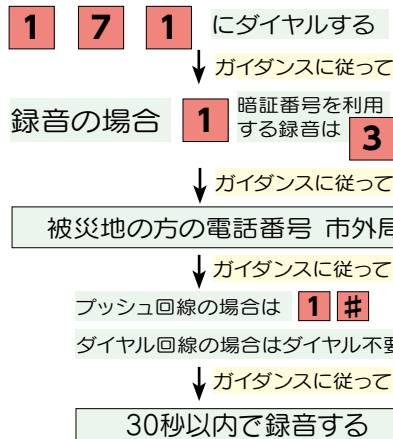 1 7 1 にダイヤルする
ガイダンスに従って
録音の場合 1 暗証番号を利用
する録音は 3
ガイダンスに従って
被災地の方の電話番号 市外局
ガイダンスに従って
プッシュ回線の場合は 1 #
ダイヤル回線の場合はダイヤル不要
ガイダンスに従って
30秒以内で録音する